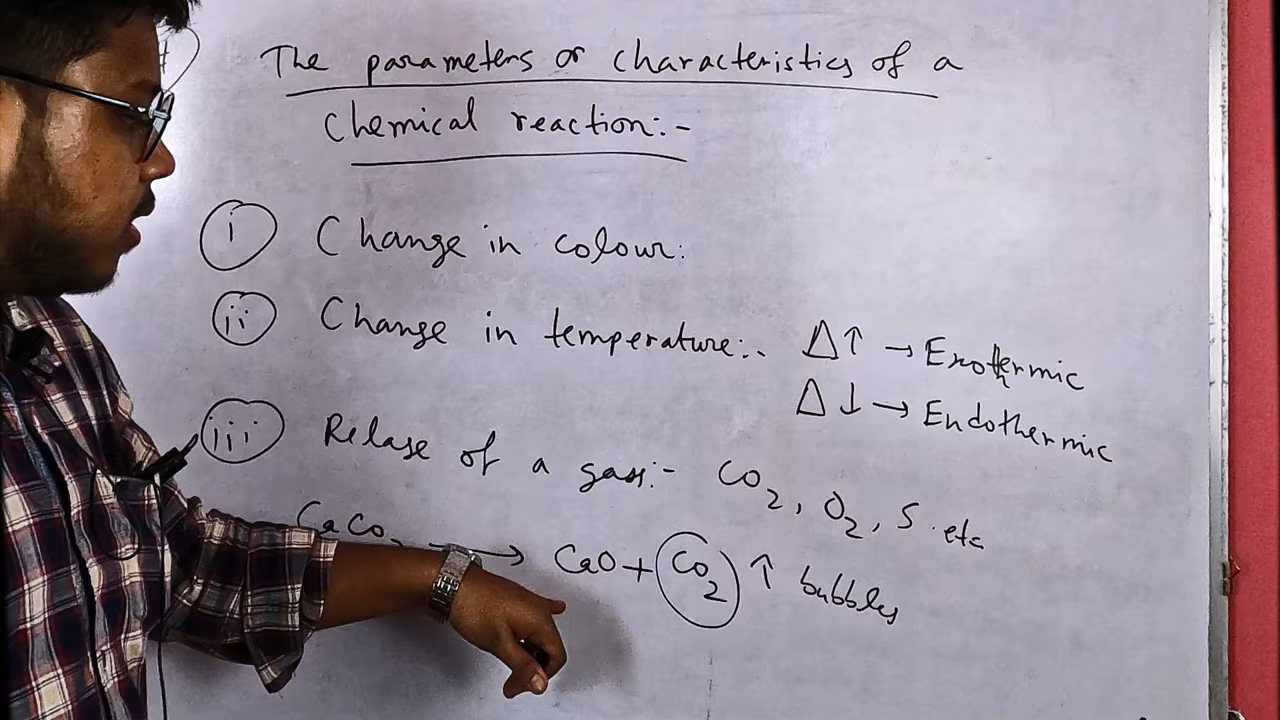 The parameters or characteristics of a
chemical reaction:-
i Change in colour:
ii Change in temperature:- Δ↑ → Exothermic
Δ↓ → Endothermic
iii Relase of a gas:- CO2, O2, S. etc
→ CaO + CO2 ↑ bubbles